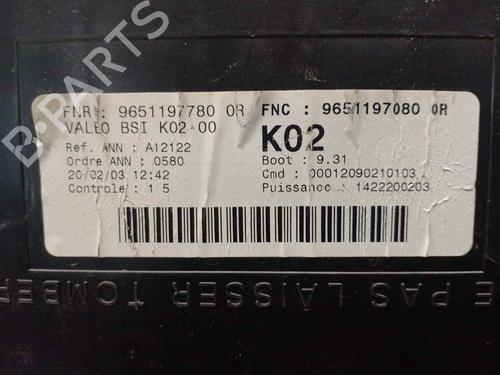 B-PARTS
FNR : 9651197780 0R
VALEO BSI K02-00
Ref. ANN : A12122
Ordre ANN : 0580
20/02/03 12:42
Controle : 1 5
FNC : 9651197080 0R
K02
Boot : 9.31
Cmd : 00012090210103
Puissance : 1422200203
E PAS LAISSER TOMBER